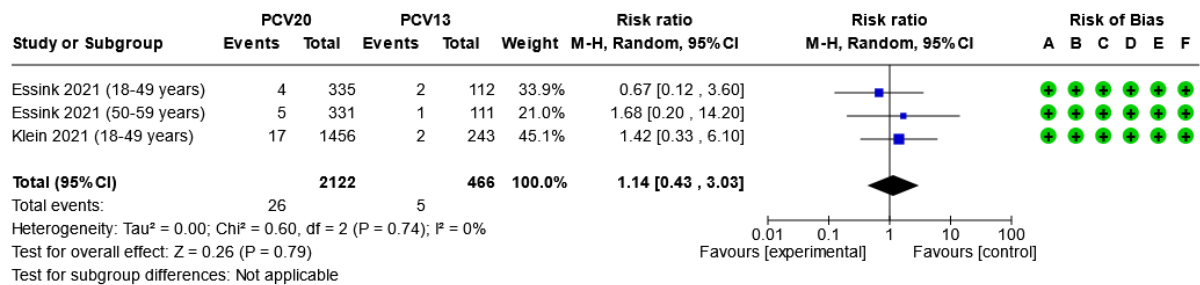 PCV20 PCV13 Risk ratio Risk ratio Risk of Bias
Study or Subgroup Events Total Events Total Weight M-H, Random, 95% CI M-H, Random, 95% CI A B C D E F
Essink 2021 (18-49 years) 4 335 2 112 33.9% 0.67 [0.12 , 3.60] + + + + + +
Essink 2021 (50-59 years) 5 331 1 111 21.0% 1.68 [0.20 , 14.20] + + + + + +
Klein 2021 (18-49 years) 17 1456 2 243 45.1% 1.42 [0.33 , 6.10] + + + + + +
Total (95% CI) 2122 466 100.0% 1.14 [0.43 , 3.03]
Total events: 26 5
Heterogeneity: Tau² = 0.00; Chi² = 0.60, df = 2 (P = 0.74); I² = 0%
0.01 0.1 1 10 100
Test for overall effect: Z = 0.26 (P = 0.79) Favours [experimental] Favours [control]
Test for subgroup differences: Not applicable